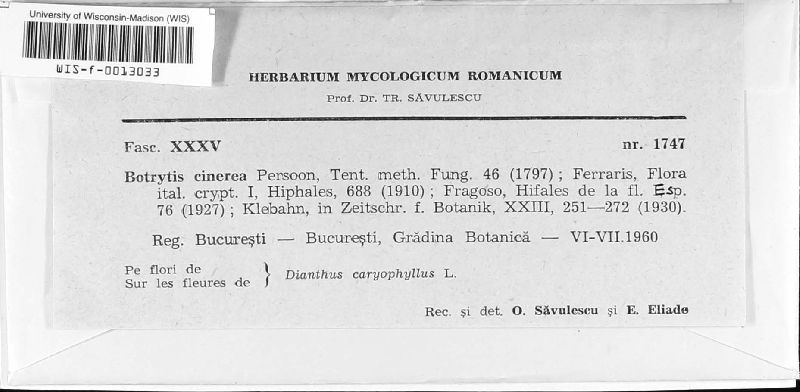 University of Wisconsin-Madison (WIS)
WIS-f-0013033
HERBARIUM MYCOLOGICUM ROMANICUM
Prof. Dr. TR. SĂVULESCU
Fasc. XXXV nr. 1747
Botrytis cinerea Persoon, Tent. meth. Fung. 46 (1797) ; Ferraris, Flora
ital. crypt. I, Hiphales, 688 (1910) ; Fragoso, Hifales de la fl. Esp.
76 (1927) ; Klebahn, in Zeitschr. f. Botanik, XXIII, 251—272 (1930).
Reg. București — București, Grădina Botanică — VI-VII.1960
Pe flori de
Sur les fleures de } Dianthus caryophyllus L.
Rec. și det. O. Săvulescu și E. Eliade